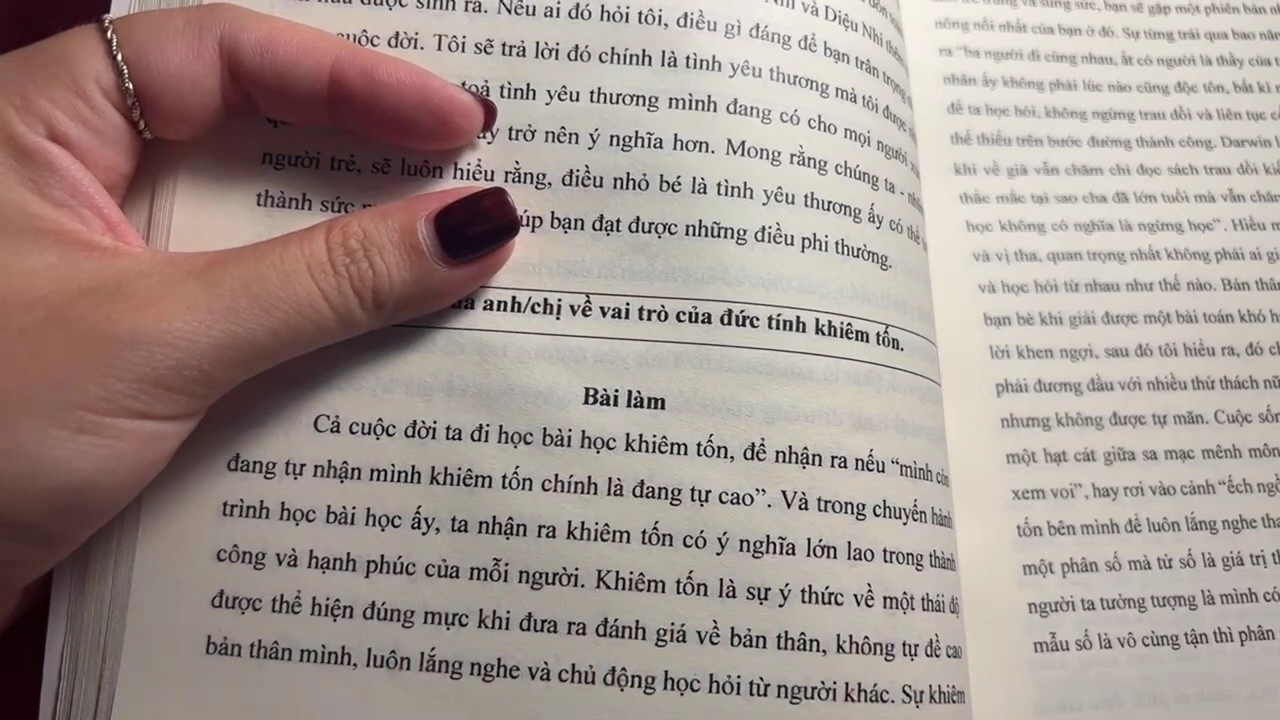 được sinh ra. Nếu ai đó hỏi tôi, điều gì đáng để bạn trân trọng
cuộc đời. Tôi sẽ trả lời đó chính là tình yêu thương mà tôi được
toả tình yêu thương mình đang có cho mọi người
trở nên ý nghĩa hơn. Mong rằng chúng ta -
người trẻ, sẽ luôn hiểu rằng, điều nhỏ bé là tình yêu thương ấy có thể
thành sức bạn đạt được những điều phi thường.
anh/chị về vai trò của đức tính khiêm tốn.
Bài làm
Cả cuộc đời ta đi học bài học khiêm tốn, để nhận ra nếu “mình còn
đang tự nhận mình khiêm tốn chính là đang tự cao”. Và trong chuyến hành
trình học bài học ấy, ta nhận ra khiêm tốn có ý nghĩa lớn lao trong thành
công và hạnh phúc của mỗi người. Khiêm tốn là sự ý thức về một thái độ
được thể hiện đúng mực khi đưa ra đánh giá về bản thân, không tự đề cao
bản thân mình, luôn lắng nghe và chủ động học hỏi từ người khác. Sự khiêm
và sung sức, bạn sẽ gặp một phiên bản
nông nổi nhất của bạn ở đó. Sự từng trải qua bao
ra “ba người đi cùng nhau, ắt có người là thầy của
nhân ấy không phải lúc nào cũng độc tôn, bất kì
để ta học hỏi, không ngừng trau dồi và liên tục
thể thiếu trên bước đường thành công. Darwin
khi về già vẫn chăm chỉ đọc sách trau dồi
thắc mắc tại sao cha đã lớn tuổi mà vẫn
học không có nghĩa là ngừng học”. Hiểu
và vị tha, quan trọng nhất không phải ai
và học hỏi từ nhau như thế nào. Bản thân
bạn bè khi giải được một bài toán khó
lời khen ngợi, sau đó tôi hiểu ra, đó
phải đương đầu với nhiều thử thách
nhưng không được tự mãn. Cuộc
một hạt cát giữa sa mạc mênh
xem voi”, hay rơi vào cảnh “ếch
tốn bên mình để luôn lắng nghe
một phân số mà tử số là giá trị
người ta tưởng tượng là mình có
mẫu số là vô cùng tận thì phân